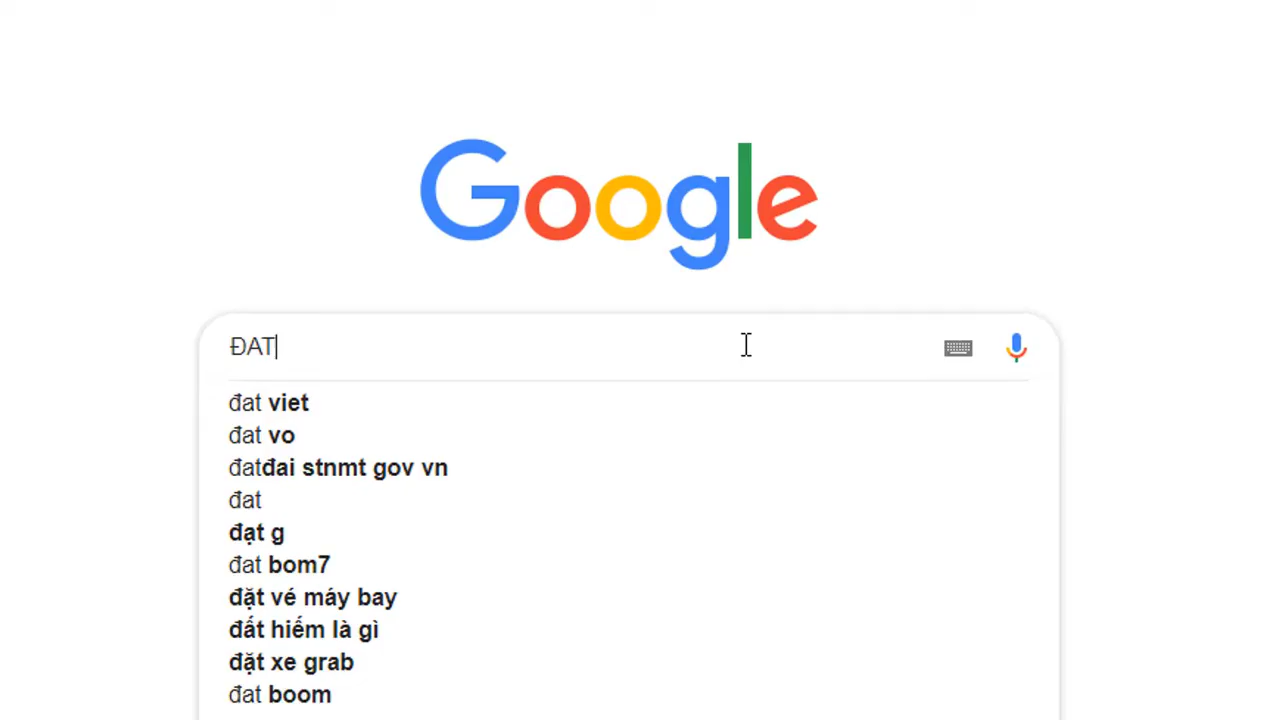 Google
ĐAT
đat viet
đat vo
đatđai stnmt gov vn
đat
đạt g
đat bom7
đặt vé máy bay
đất hiếm là gì
đặt xe grab
đat boom